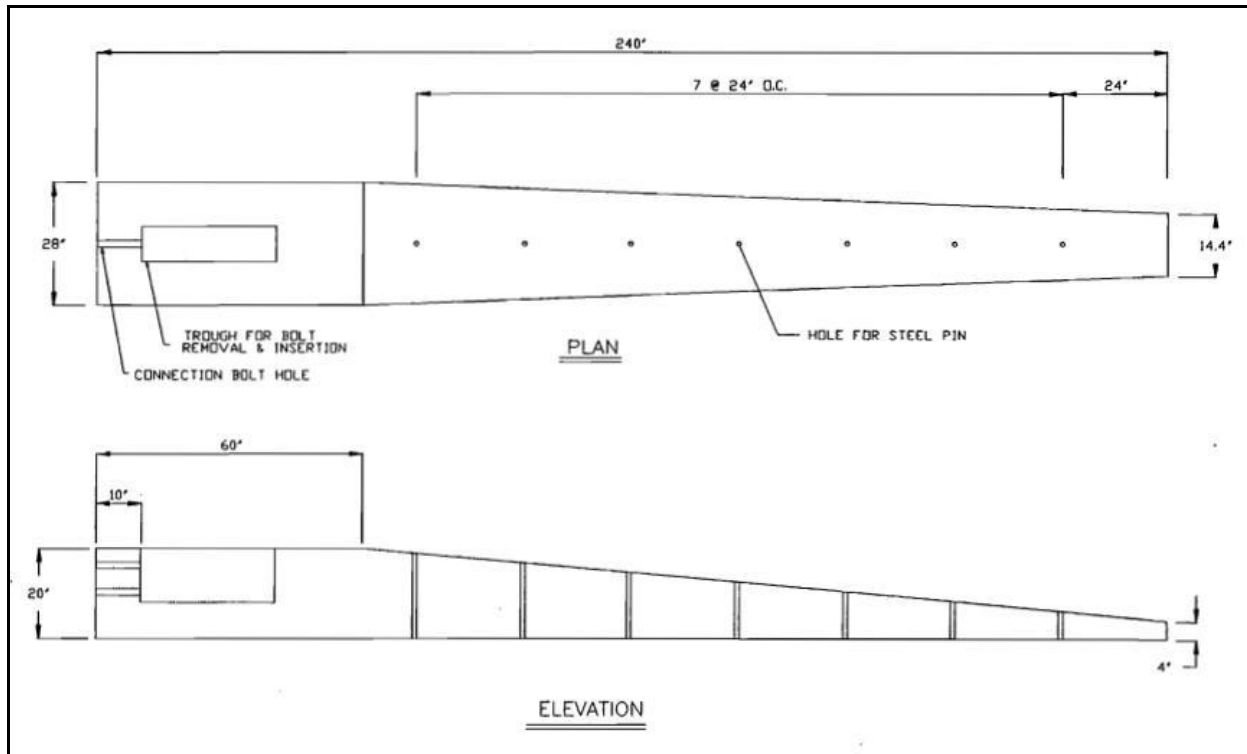 240"
7 @ 24" O.C.
24"
28"
14.4"
TROUGH FOR BOLT
REMOVAL & INSERTION
CONNECTION BOLT HOLE
HOLE FOR STEEL PIN
PLAN
60"
10"
20"
4"
ELEVATION